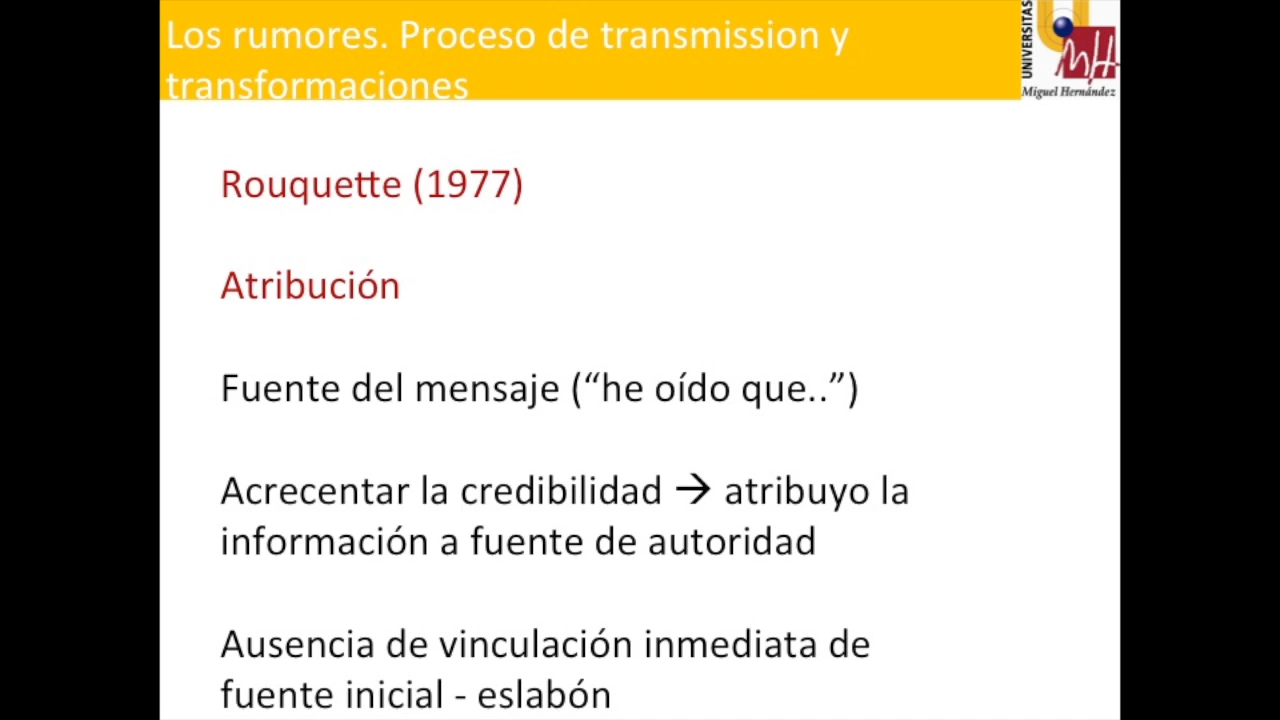 Los rumores. Proceso de transmission y
transformaciones
UNIVERSITAS
Miguel Hernández
Rouquette (1977)
Atribución
Fuente del mensaje (“he oído que..”)
Acrecentar la credibilidad → atribuyo la
información a fuente de autoridad
Ausencia de vinculación inmediata de
fuente inicial - eslabón